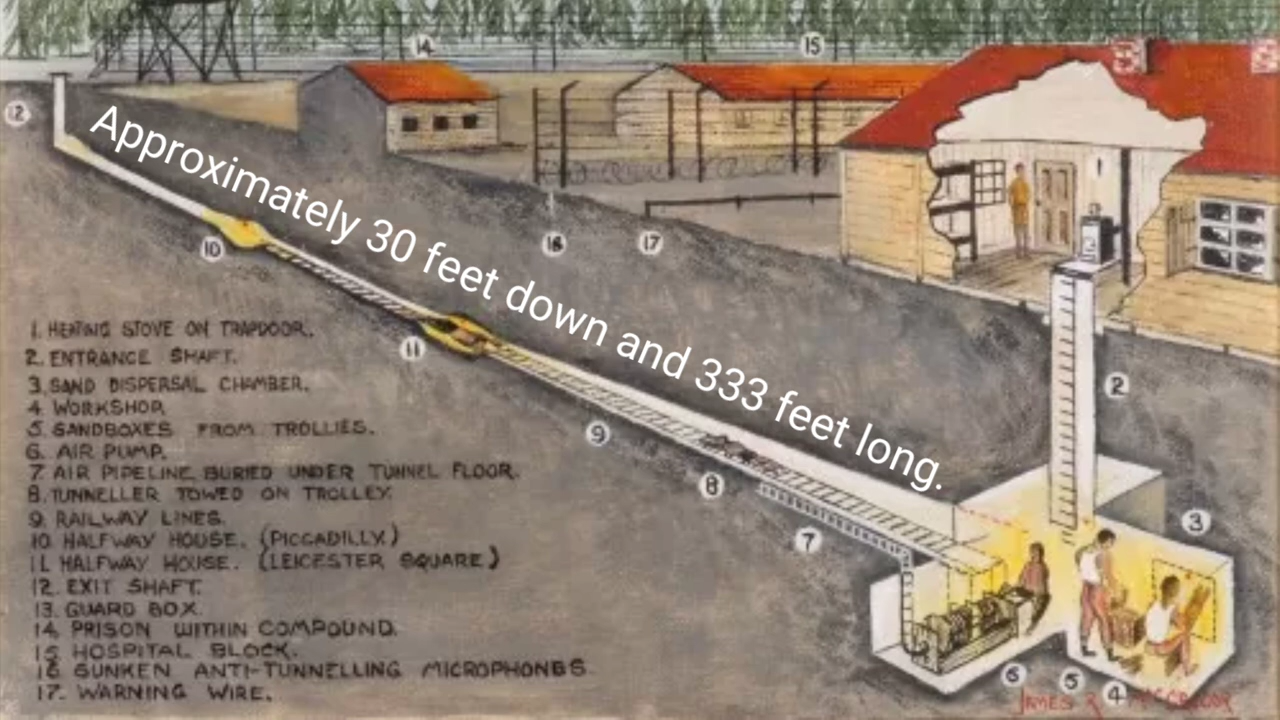 14
15
12
Approximately 30 feet down and 333 feet long.
10
16
17
11
2
9
8
7
3
6
5
4
1. HEATING STOVE ON TRAPDOOR.
2. ENTRANCE SHAFT.
3. SAND DISPERSAL CHAMBER.
4. WORKSHOP.
5. SANDBOXES FROM TROLLIES.
6. AIR PUMP.
7. AIR PIPELINE BURIED UNDER TUNNEL FLOOR.
8. TUNNELLER TOWED ON TROLLEY.
9. RAILWAY LINES.
10. HALFWAY HOUSE. (PICCADILLY.)
11. HALFWAY HOUSE. (LEICESTER SQUARE)
12. EXIT SHAFT.
13. GUARD BOX.
14. PRISON WITHIN COMPOUND.
15. HOSPITAL BLOCK.
16. SUNKEN ANTI-TUNNELLING MICROPHONES
17. WARNING WIRE.
JAMES R